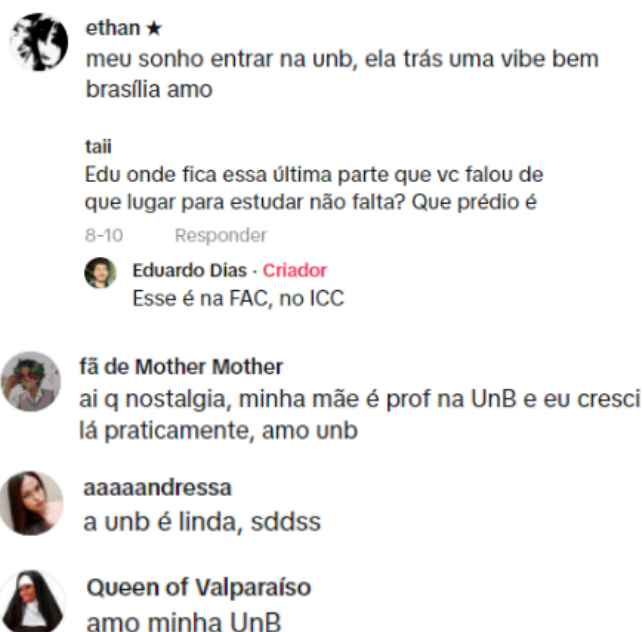 ethan ★
meu sonho entrar na unb, ela trás uma vibe bem
brasília amo
taii
Edu onde fica essa última parte que vc falou de
que lugar para estudar não falta? Que prédio é
8-10 Responder
Eduardo Dias · Criador
Esse é na FAC, no ICC
fã de Mother Mother
ai q nostalgia, minha mãe é prof na UnB e eu cresci
lá praticamente, amo unb
aaaaandressa
a unb é linda, sddss
Queen of Valparaíso
amo minha UnB